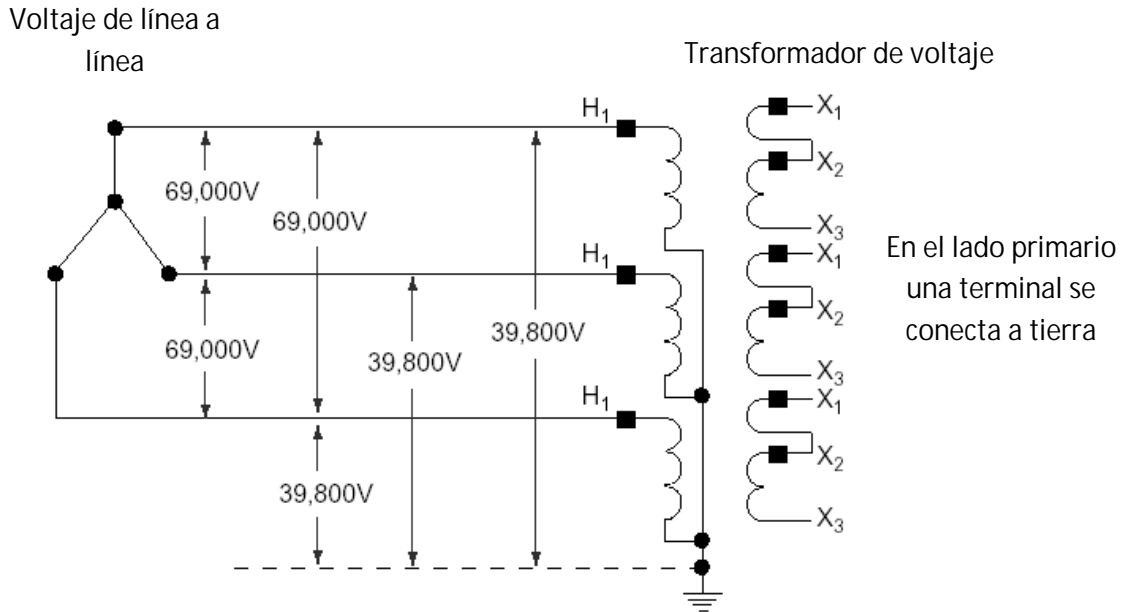 Voltaje de línea a
línea
Transformador de voltaje
H₁
X₁
X₂
69,000V
69,000V
X₃
H₁
X₁
En el lado primario
una terminal se
conecta a tierra
X₂
39,800V
69,000V
39,800V
X₃
H₁
X₁
X₂
39,800V
X₃